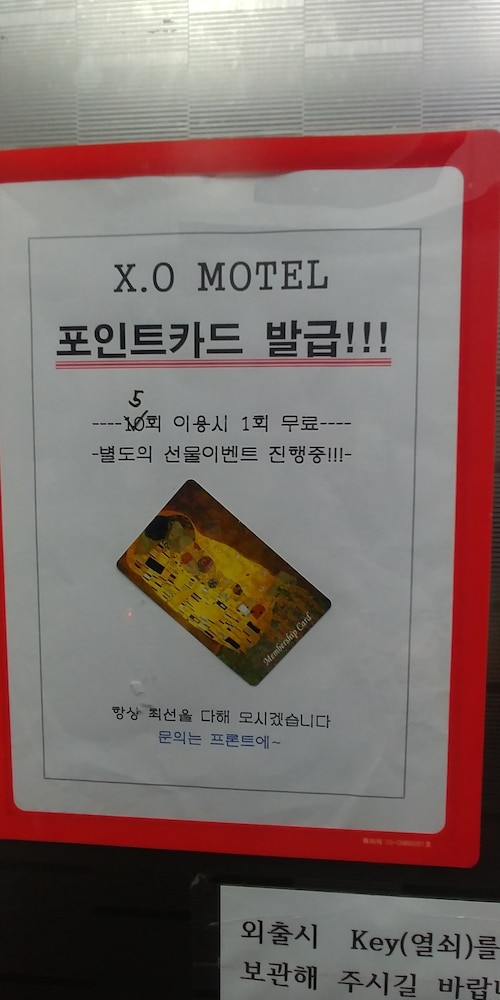 X.O MOTEL
포인트카드 발급!!!
5
----10회 이용시 1회 무료----
-별도의 선물이벤트 진행중!!!-
Membership Card
항상 최선을 다해 모시겠습니다
문의는 프론트에~
외출시 Key(열쇠)를
보관해 주시길 바랍